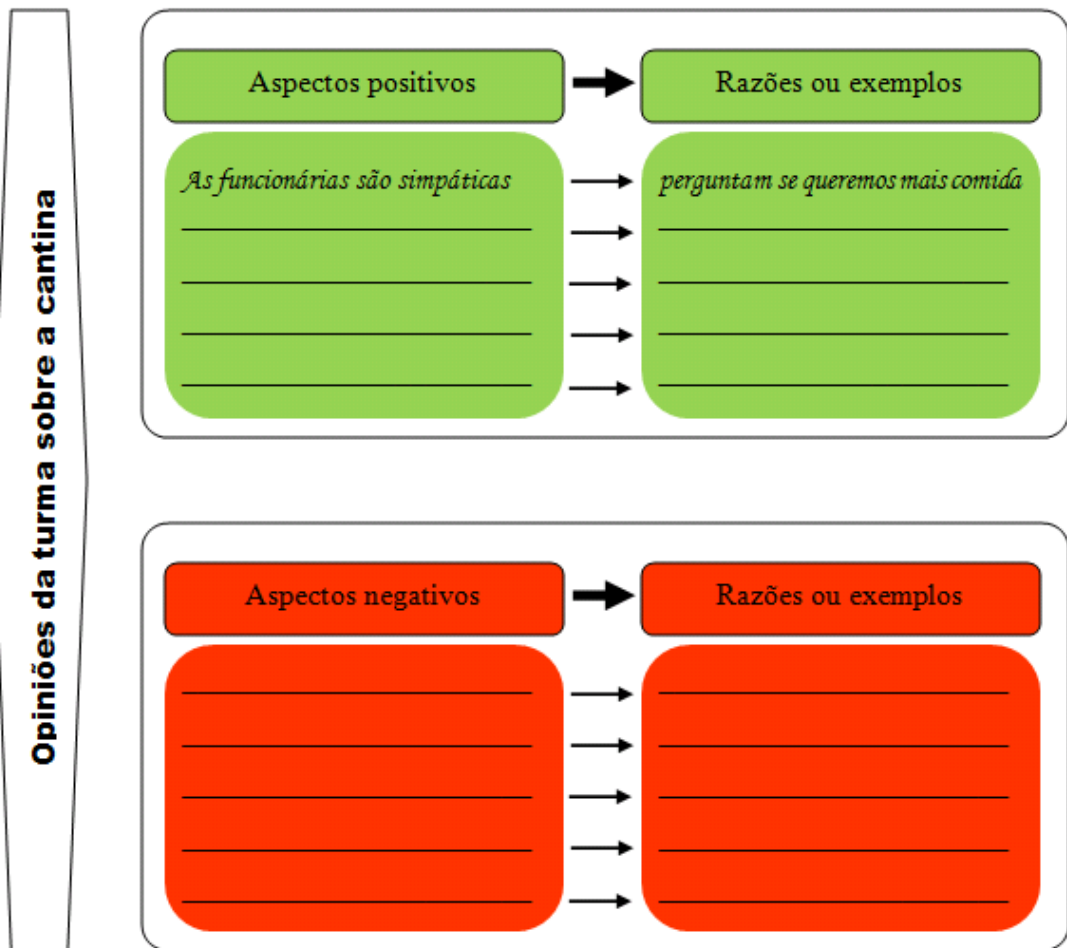 Opiniões da turma sobre a cantina
Aspectos positivos
Razões ou exemplos
As funcionárias são simpáticas
perguntam se queremos mais comida
Aspectos negativos
Razões ou exemplos